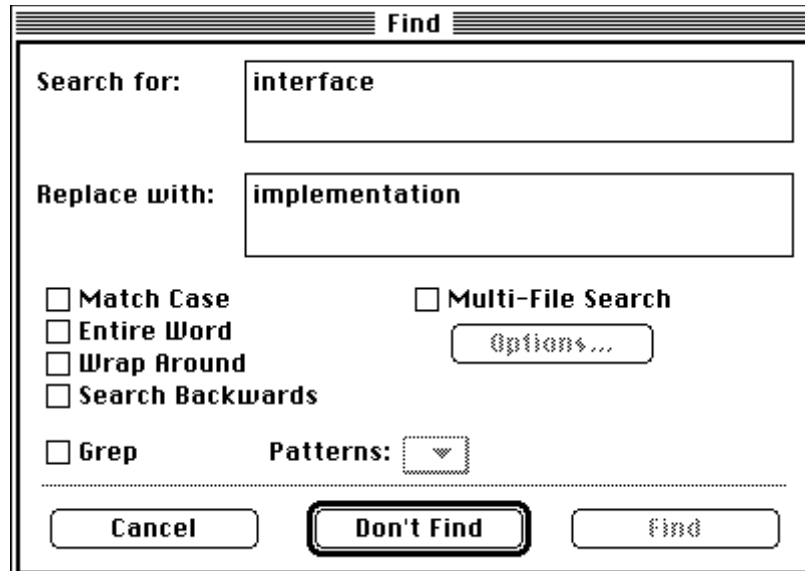 Find
Search for:
interface
Replace with:
implementation
Match Case
Entire Word
Wrap Around
Search Backwards
Multi-File Search
Options...
Grep
Patterns:
Cancel
Don't Find
Find